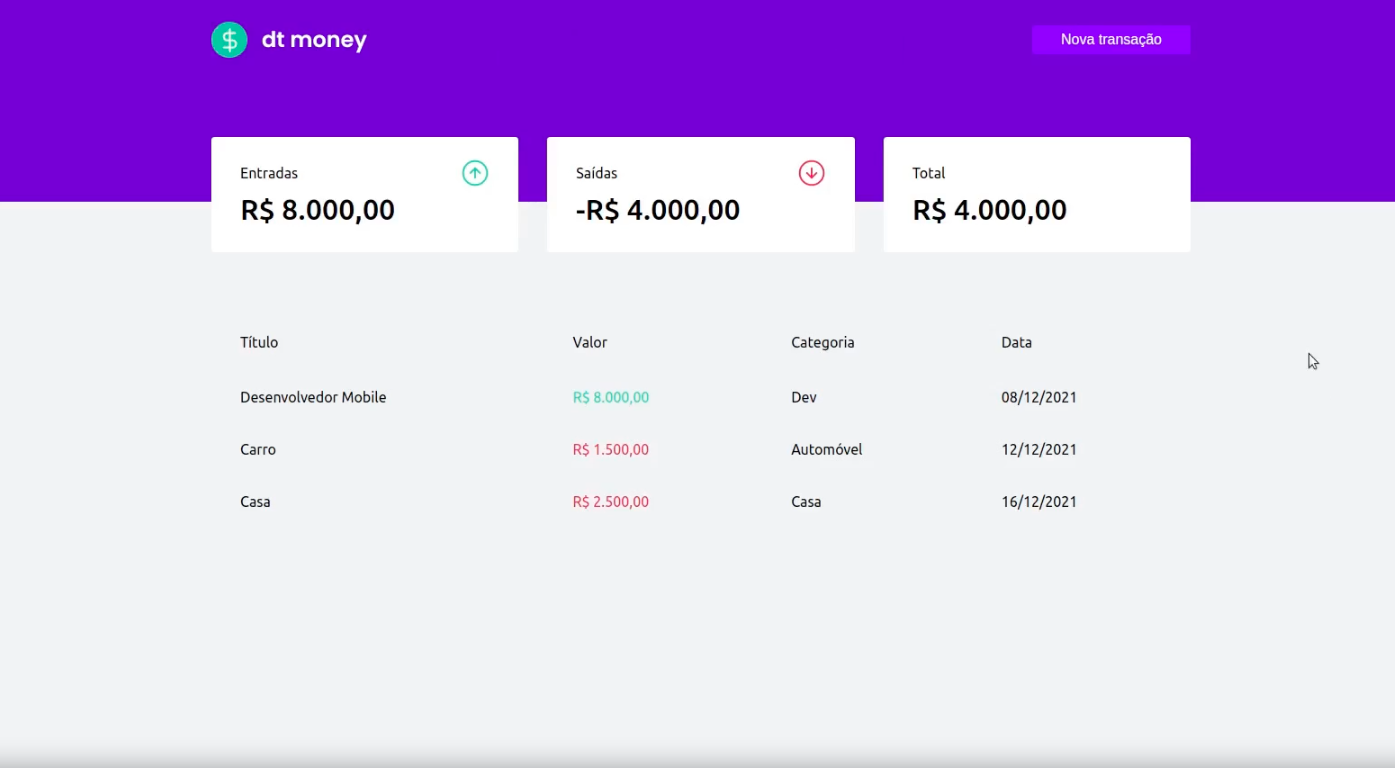 dt money
Nova transação
Entradas
R$ 8.000,00
Saídas
-R$ 4.000,00
Total
R$ 4.000,00
Título Valor Categoria Data
Desenvolvedor Mobile R$ 8.000,00 Dev 08/12/2021
Carro R$ 1.500,00 Automóvel 12/12/2021
Casa R$ 2.500,00 Casa 16/12/2021